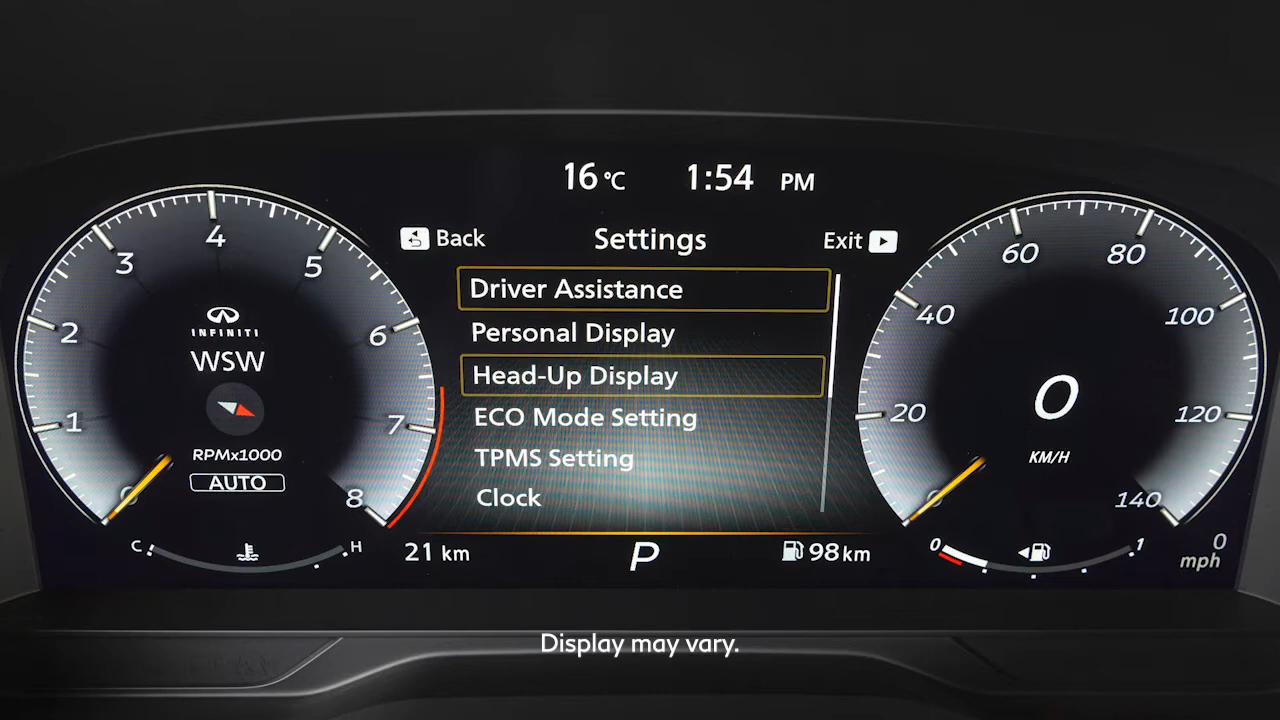 16 °C 1:54 PM
Back Settings Exit
Driver Assistance
Personal Display
Head-Up Display
ECO Mode Setting
TPMS Setting
Clock
0 1 2 3 4 5 6 7 8
INFINITI
WSW
RPMx1000
AUTO
C H
21 km P 98 km
0 20 40 60 80 100 120 140
0
KM/H
0 1
0
mph
Display may vary.